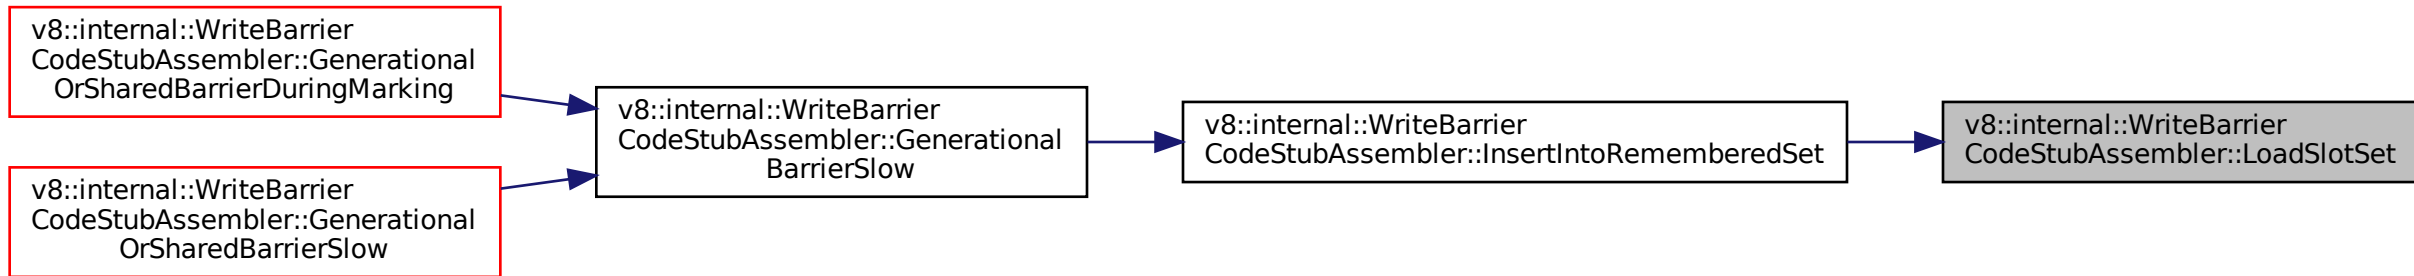 v8::internal::WriteBarrier
CodeStubAssembler::Generational
OrSharedBarrierDuringMarking
v8::internal::WriteBarrier
CodeStubAssembler::Generational
OrSharedBarrierSlow
v8::internal::WriteBarrier
CodeStubAssembler::Generational
BarrierSlow
v8::internal::WriteBarrier
CodeStubAssembler::InsertIntoRememberedSet
v8::internal::WriteBarrier
CodeStubAssembler::LoadSlotSet